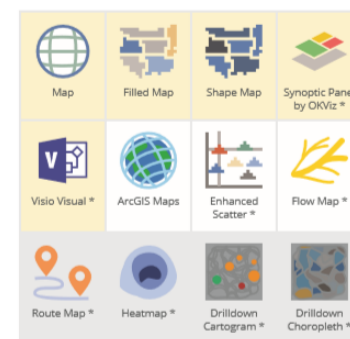 Map
Filled Map
Shape Map
Synoptic Pane
by OKViz *
V
Visio Visual *
ArcGIS Maps
Enhanced
Scatter *
Flow Map *
Route Map *
Heatmap *
Drilldown
Cartogram *
Drilldown
Choropleth *